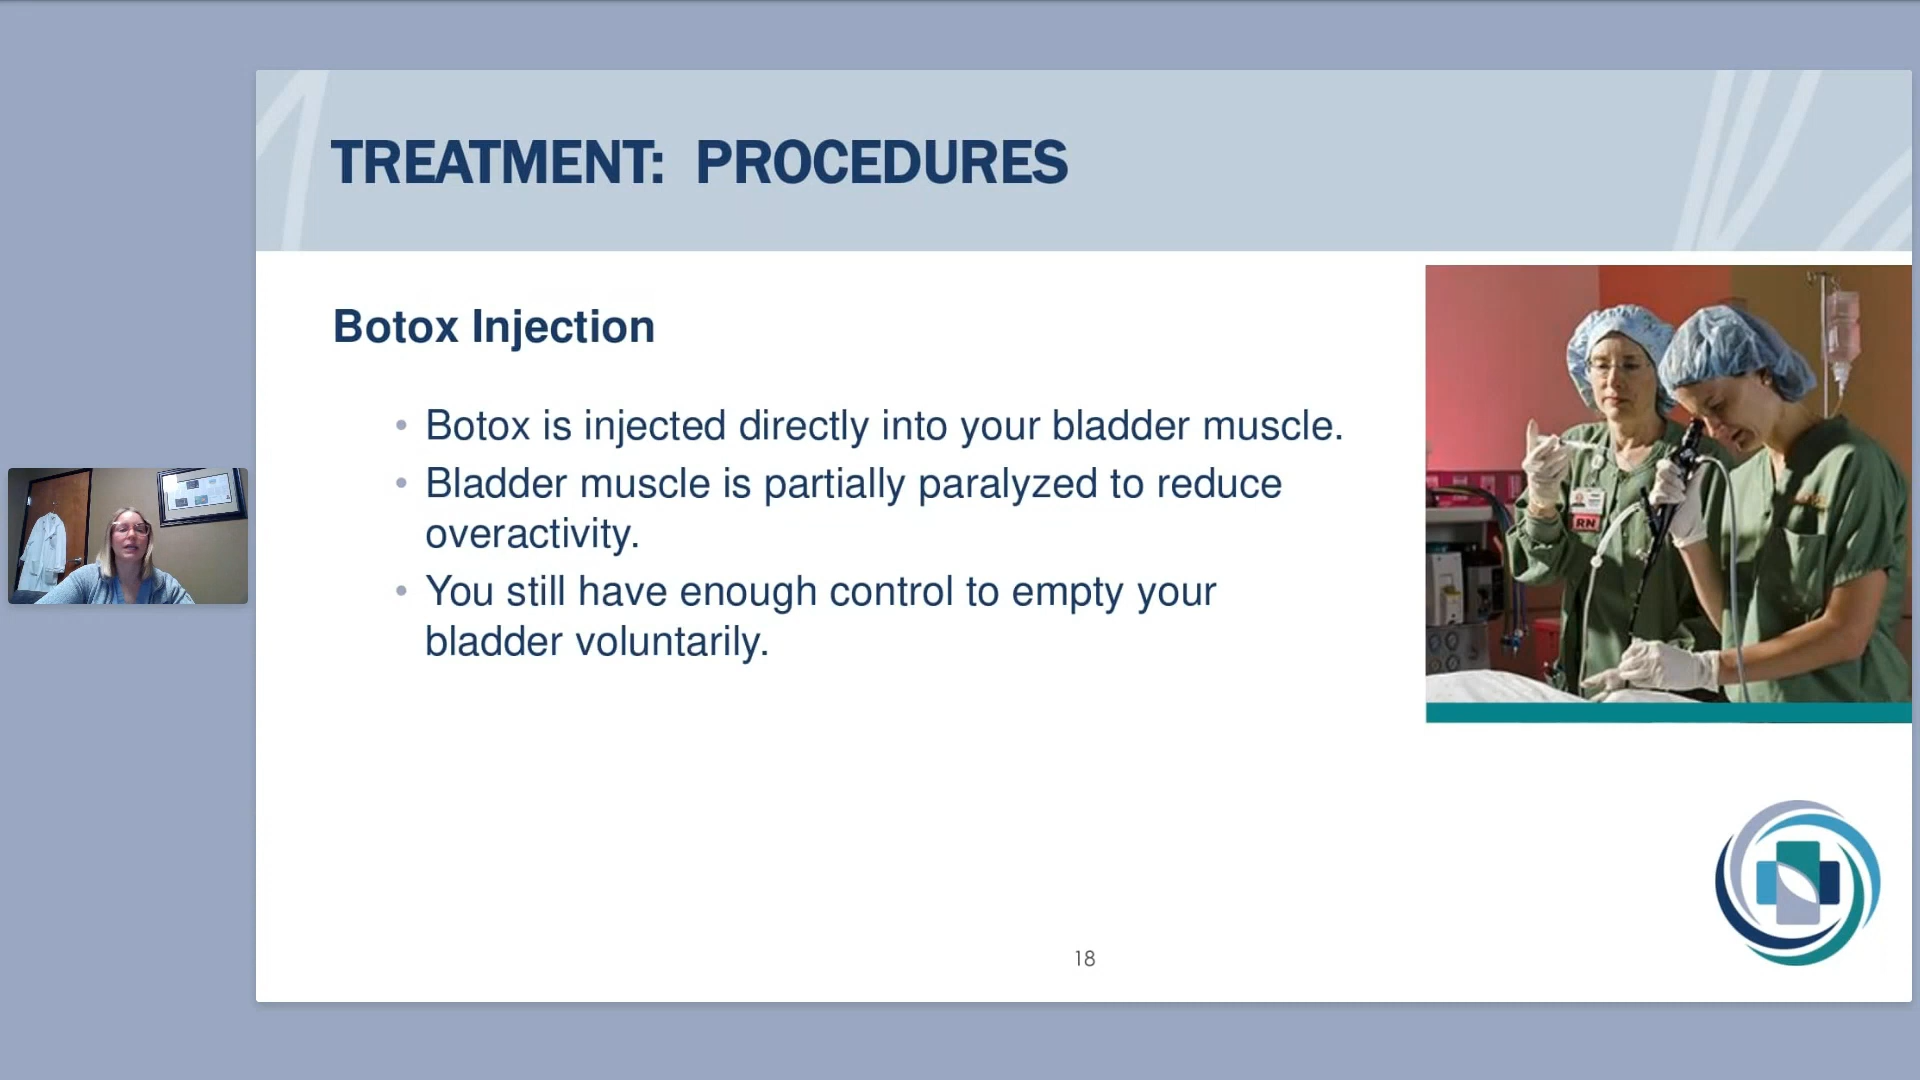 TREATMENT: PROCEDURES
Botox Injection
• Botox is injected directly into your bladder muscle.
• Bladder muscle is partially paralyzed to reduce
overactivity.
• You still have enough control to empty your
bladder voluntarily.
RN
18